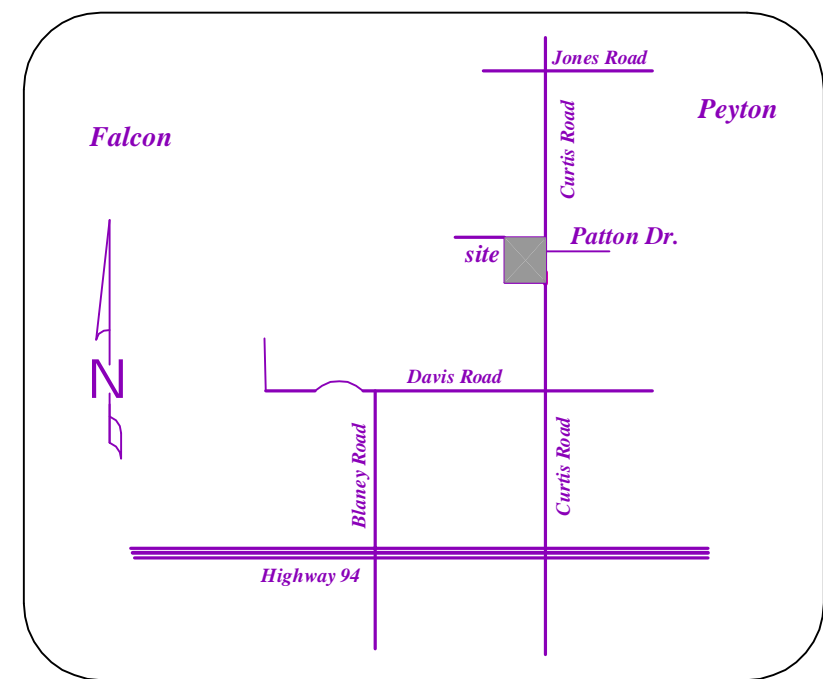 Jones Road
Peyton
Falcon
Curtis Road
Patton Dr.
site
N
Davis Road
Blaney Road
Curtis Road
Highway 94